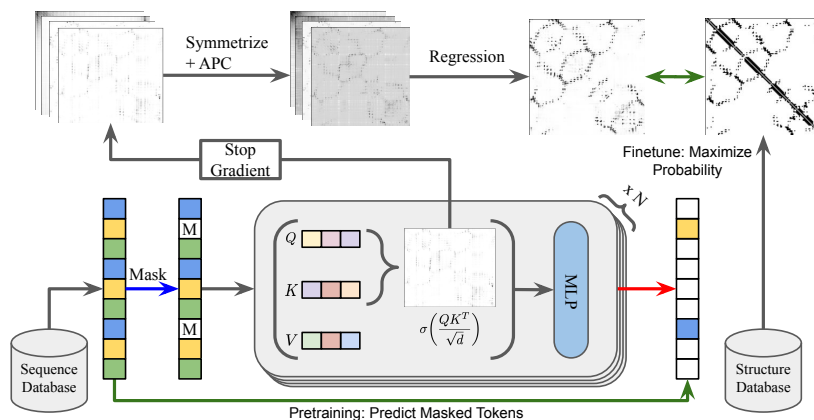 Symmetrize
+ APC
Regression
Stop
Gradient
Finetune: Maximize
Probability
x N
M
Q
Mask
K
MLP
M
σ(QK^T/√d)
V
Sequence
Database
Structure
Database
Pretraining: Predict Masked Tokens